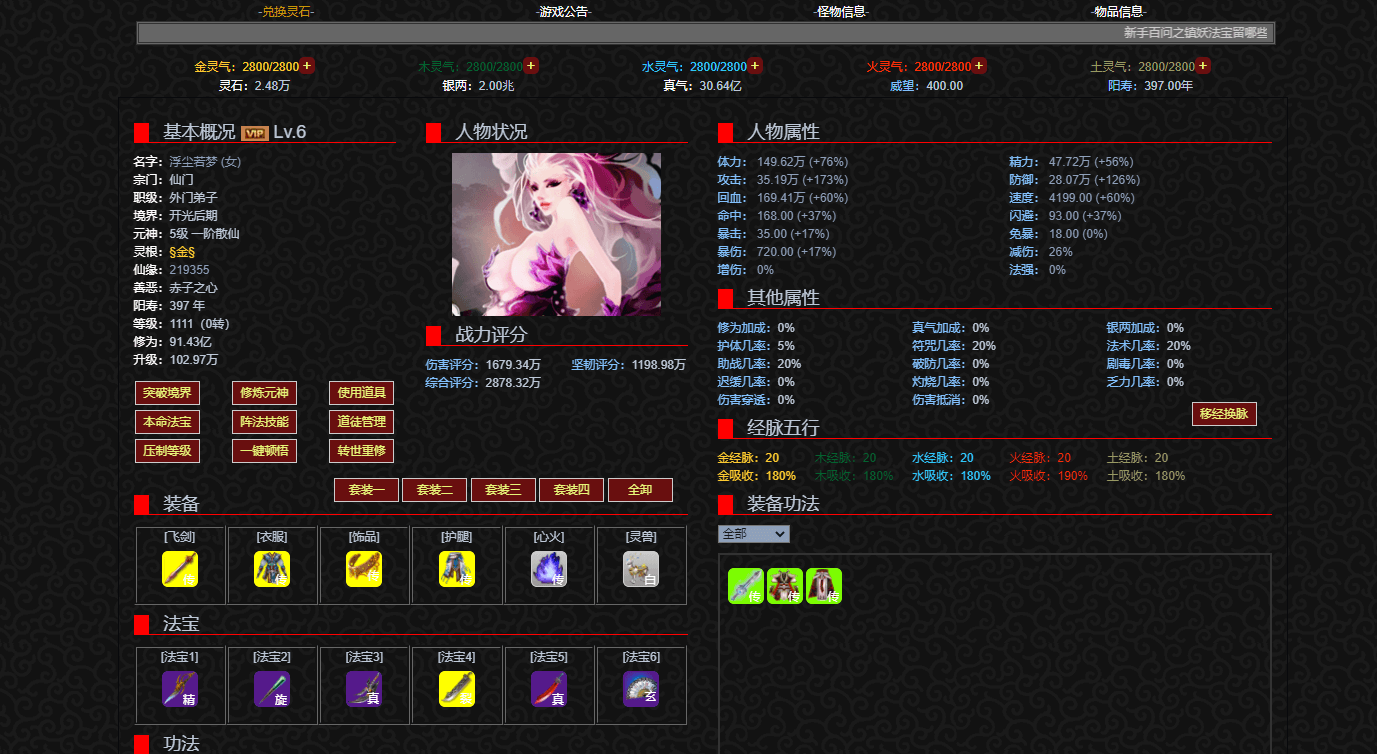 -兑换灵石- -游戏公告- -怪物信息- -物品信息-
新手百问之镇妖法宝留哪些
金灵气：2800/2800+ 木灵气：2800/2800+ 水灵气：2800/2800+ 火灵气：2800/2800+ 土灵气：2800/2800+
灵石：2.48万 银两：2.00兆 真气：30.64亿 威望：400.00 阳寿：397.00年
基本概况 VIP Lv.6
名字：浮尘若梦 (女)
宗门：仙门
职级：外门弟子
境界：开光后期
元神：5级 一阶散仙
灵根：§金§
仙缘：219355
善恶：赤子之心
阳寿：397 年
等级：1111（0转）
修为：91.43亿
升级：102.97万
突破境界 修炼元神 使用道具
本命法宝 阵法技能 道徒管理
压制等级 一键顿悟 转世重修
人物状况
战力评分
伤害评分：1679.34万 坚韧评分：1198.98万
综合评分：2878.32万
人物属性
体力：149.62万 (+76%) 精力：47.72万 (+56%)
攻击：35.19万 (+173%) 防御：28.07万 (+126%)
回血：169.41万 (+60%) 速度：4199.00 (+60%)
命中：168.00 (+37%) 闪避：93.00 (+37%)
暴击：35.00 (+17%) 免暴：18.00 (0%)
暴伤：720.00 (+17%) 减伤：26%
增伤：0% 法强：0%
其他属性
修为加成：0% 真气加成：0% 银两加成：0%
护体几率：5% 符咒几率：20% 法术几率：20%
助战几率：20% 破防几率：0% 剧毒几率：0%
迟缓几率：0% 灼烧几率：0% 乏力几率：0%
伤害穿透：0% 伤害抵消：0%
移经换脉
经脉五行
金经脉：20 木经脉：20 水经脉：20 火经脉：20 土经脉：20
金吸收：180% 木吸收：180% 水吸收：180% 火吸收：190% 土吸收：180%
套装一 套装二 套装三 套装四 全卸
装备
[飞剑] [衣服] [饰品] [护腿] [心火] [灵兽]
传 传 传 传 传 白
法宝
[法宝1] [法宝2] [法宝3] [法宝4] [法宝5] [法宝6]
精 旋 真 真 玄
功法
装备功法
全部
传 传 传